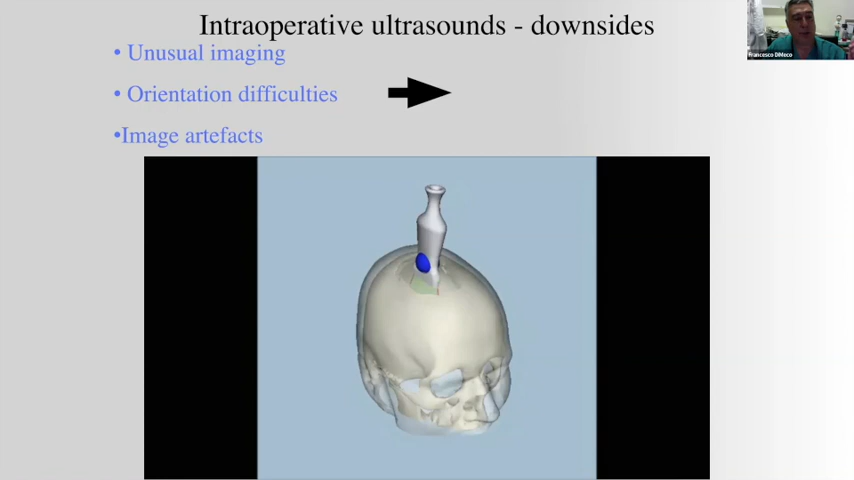 Intraoperative ultrasounds - downsides
• Unusual imaging
• Orientation difficulties
•Image artefacts
Francesco DiMeco